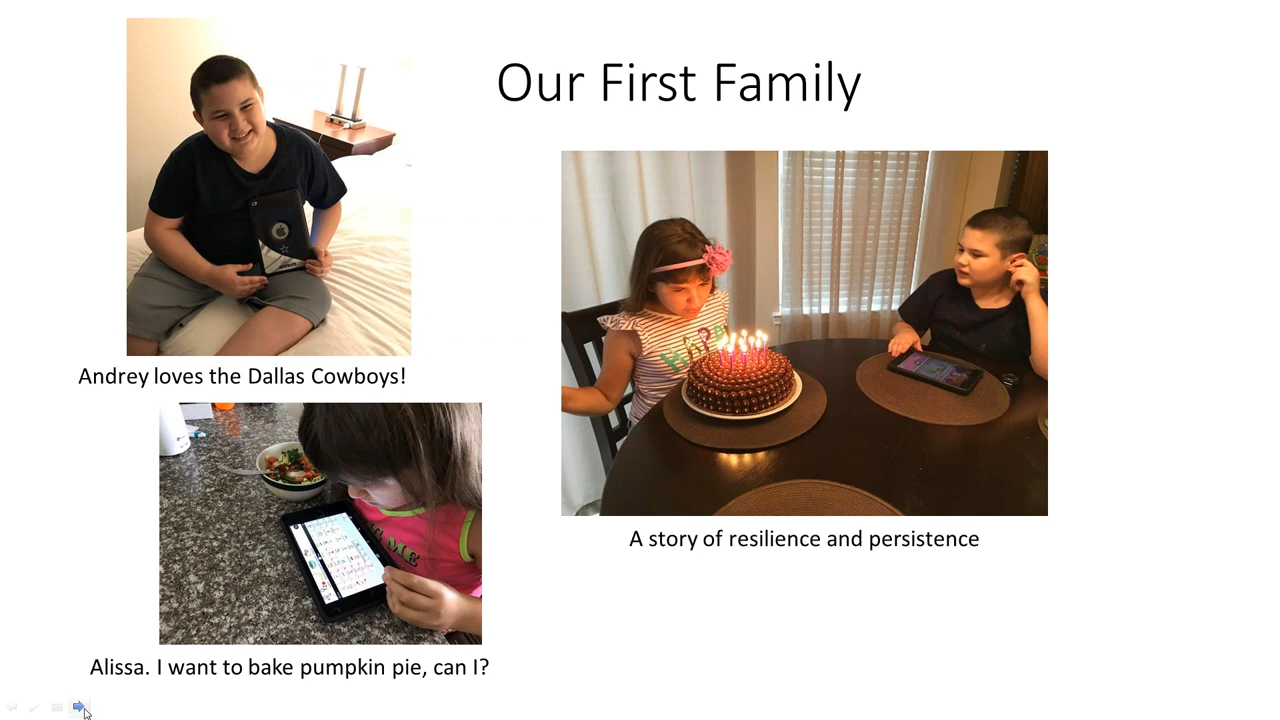 Our First Family
Andrey loves the Dallas Cowboys!
A story of resilience and persistence
Alissa. I want to bake pumpkin pie, can I?